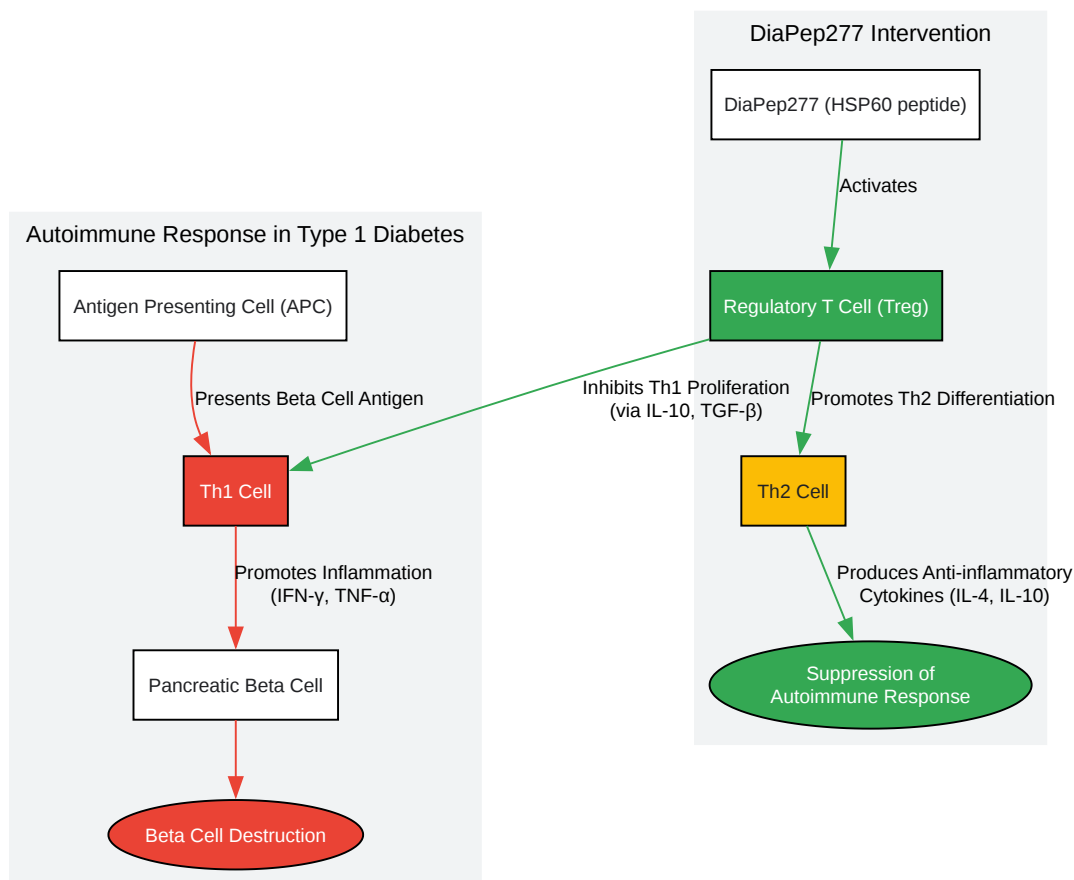 DiaPep277 Intervention
DiaPep277 (HSP60 peptide)
Activates
Autoimmune Response in Type 1 Diabetes
Antigen Presenting Cell (APC)
Regulatory T Cell (Treg)
Presents Beta Cell Antigen
Inhibits Th1 Proliferation
(via IL-10, TGF-β)
Promotes Th2 Differentiation
Th1 Cell
Th2 Cell
Promotes Inflammation
(IFN-γ, TNF-α)
Produces Anti-inflammatory
Cytokines (IL-4, IL-10)
Pancreatic Beta Cell
Suppression of
Autoimmune Response
Beta Cell Destruction